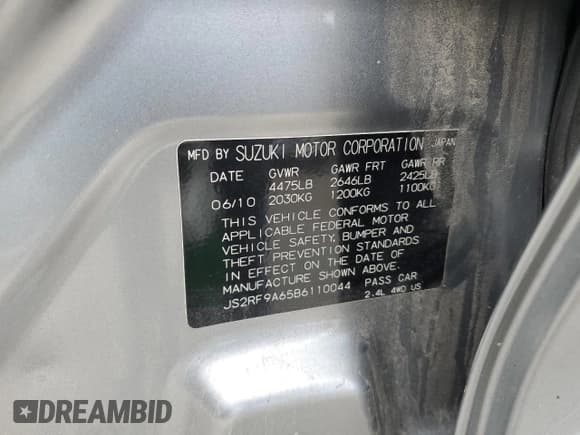 MFD BY SUZUKI MOTOR CORPORATION JAPAN
DATE GVWR GAWR FRT GAWR RR
4475LB 2646LB 2425LB
06/10 2030KG 1200KG 1100KG
THIS VEHICLE CONFORMS TO ALL
APPLICABLE FEDERAL MOTOR
VEHICLE SAFETY, BUMPER AND
THEFT PREVENTION STANDARDS
IN EFFECT ON THE DATE OF
MANUFACTURE SHOWN ABOVE.
JS2RF9A65B6110044 PASS CAR
2.4L 4WD US
DREAMBID